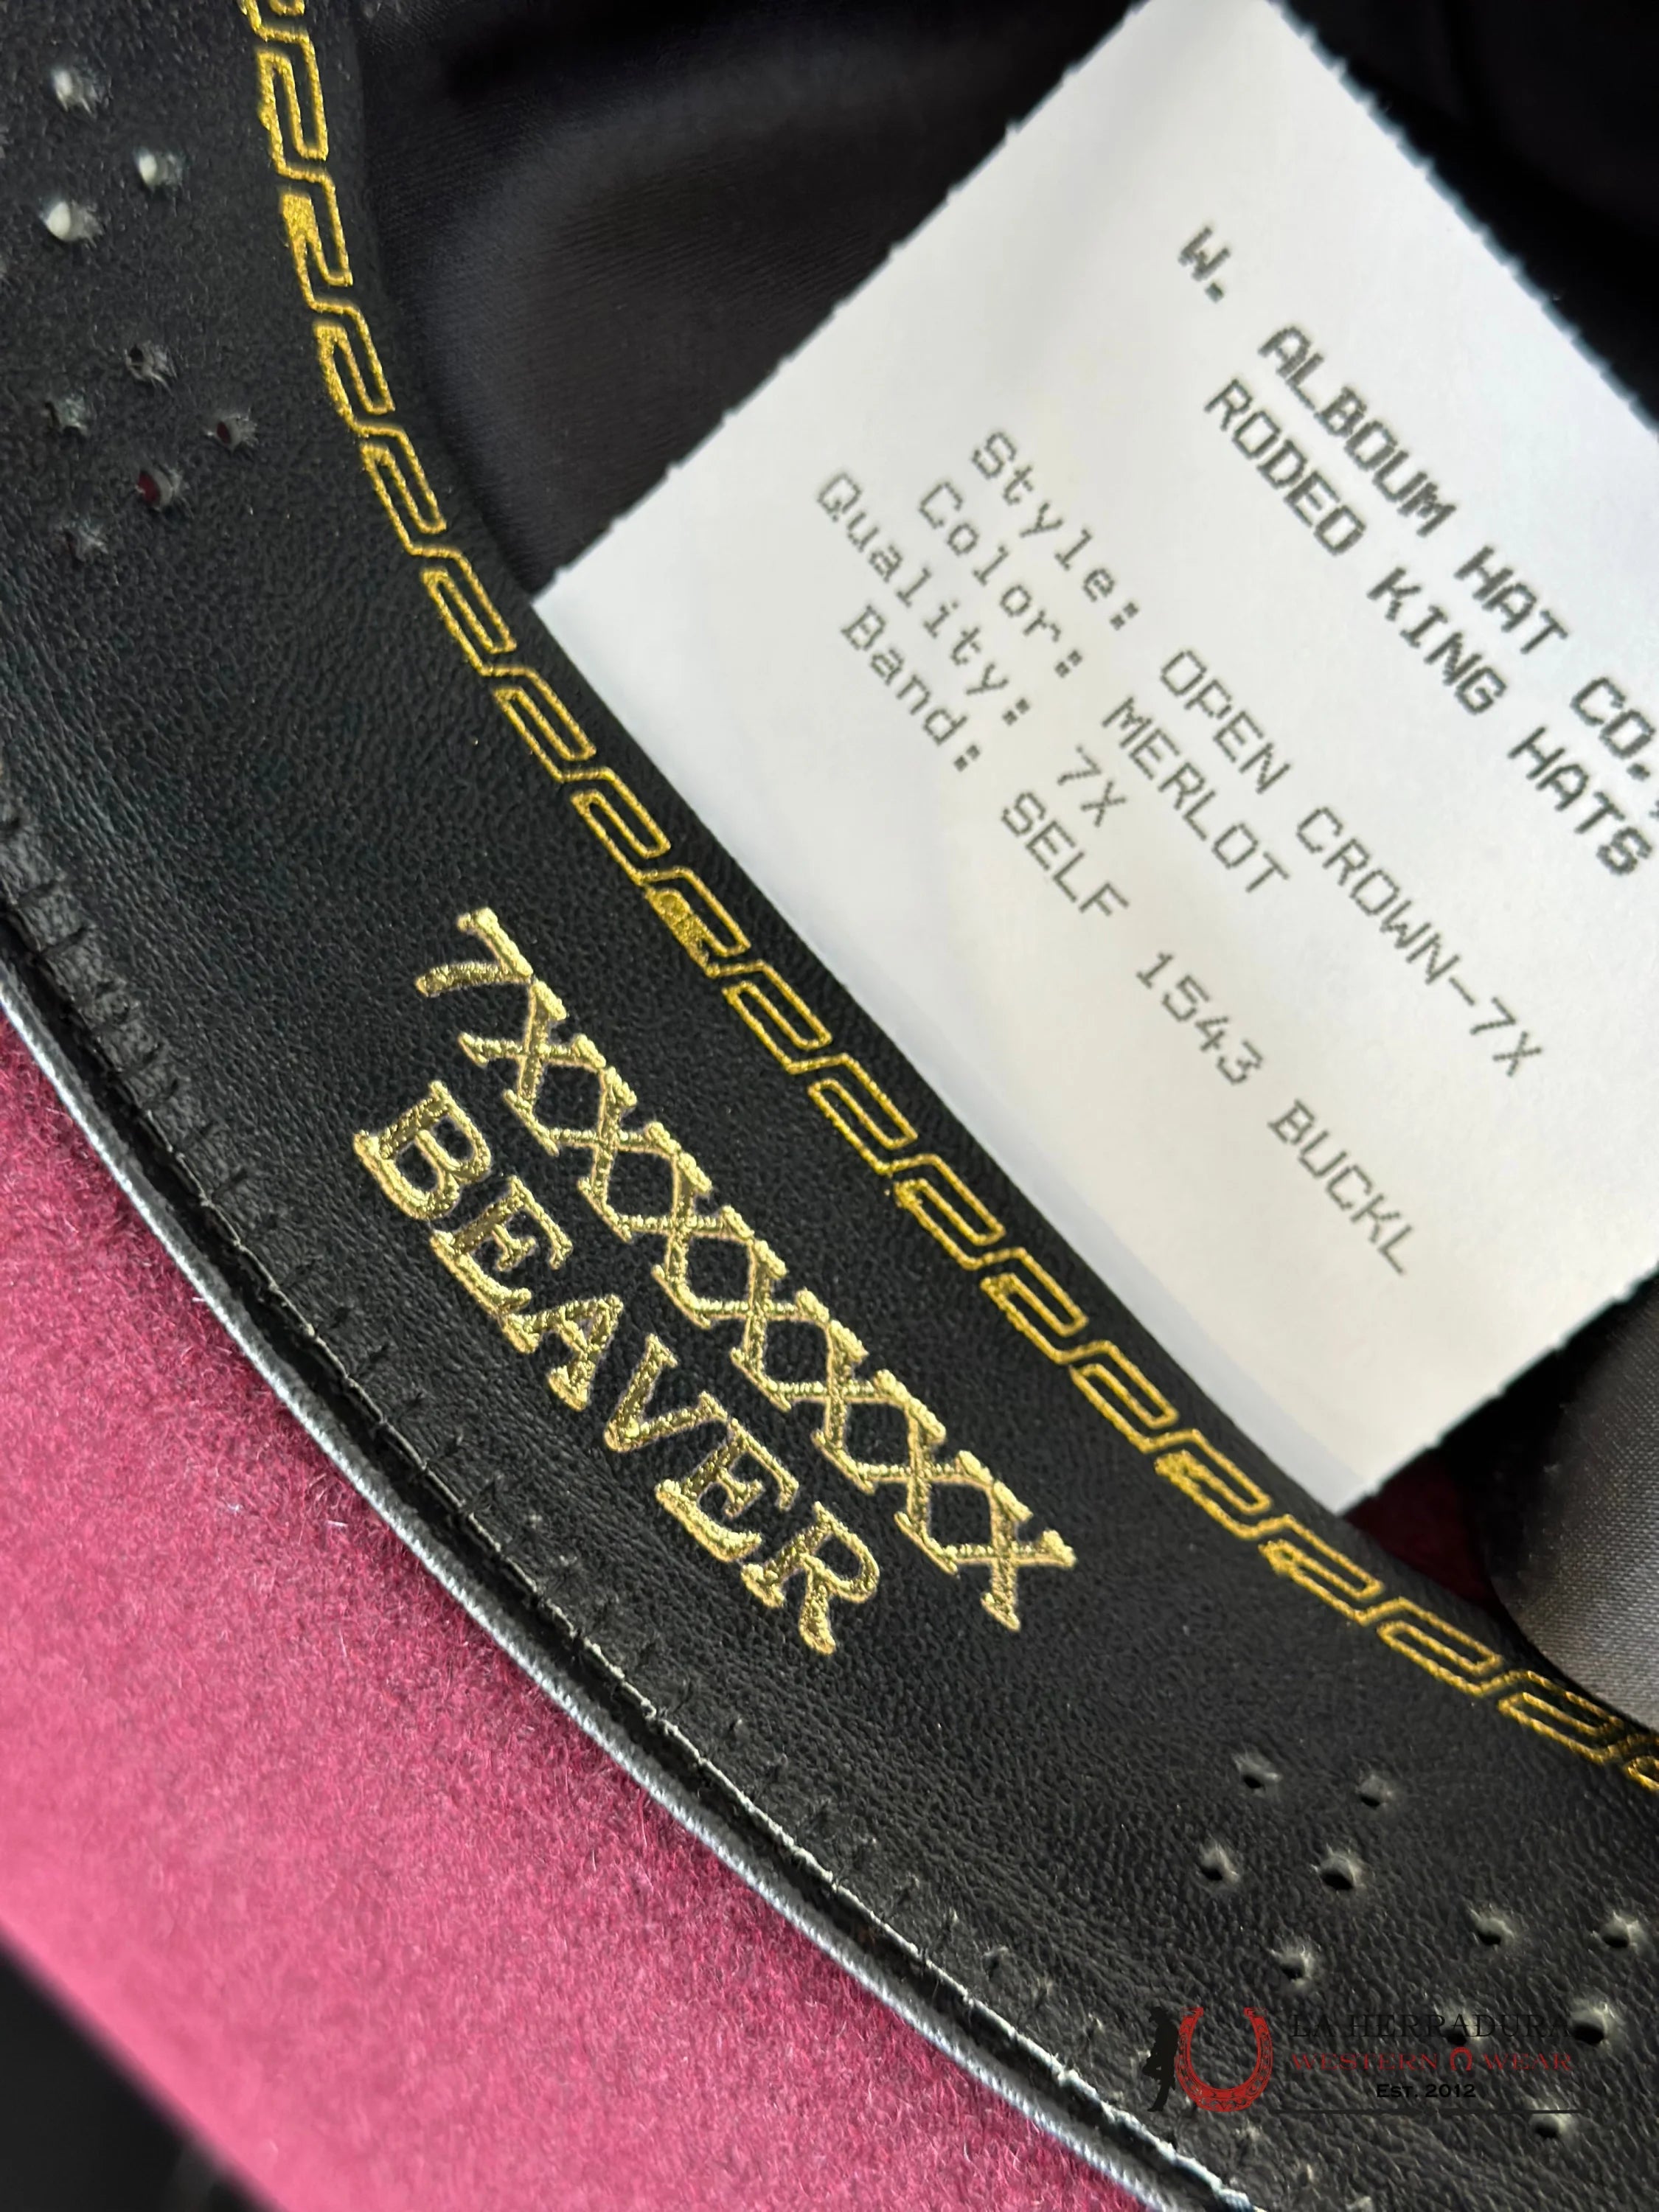 W. ALBOUM HAT CO.,
RODEO KING HATS
Style: OPEN CROWN-7X
Color: MERLOT
Quality: 7X
Band: SELF 1543 BUCKL
7XXXXXXX
BEAVER
LA HERRADURA
WESTERN WEAR
Est. 2012